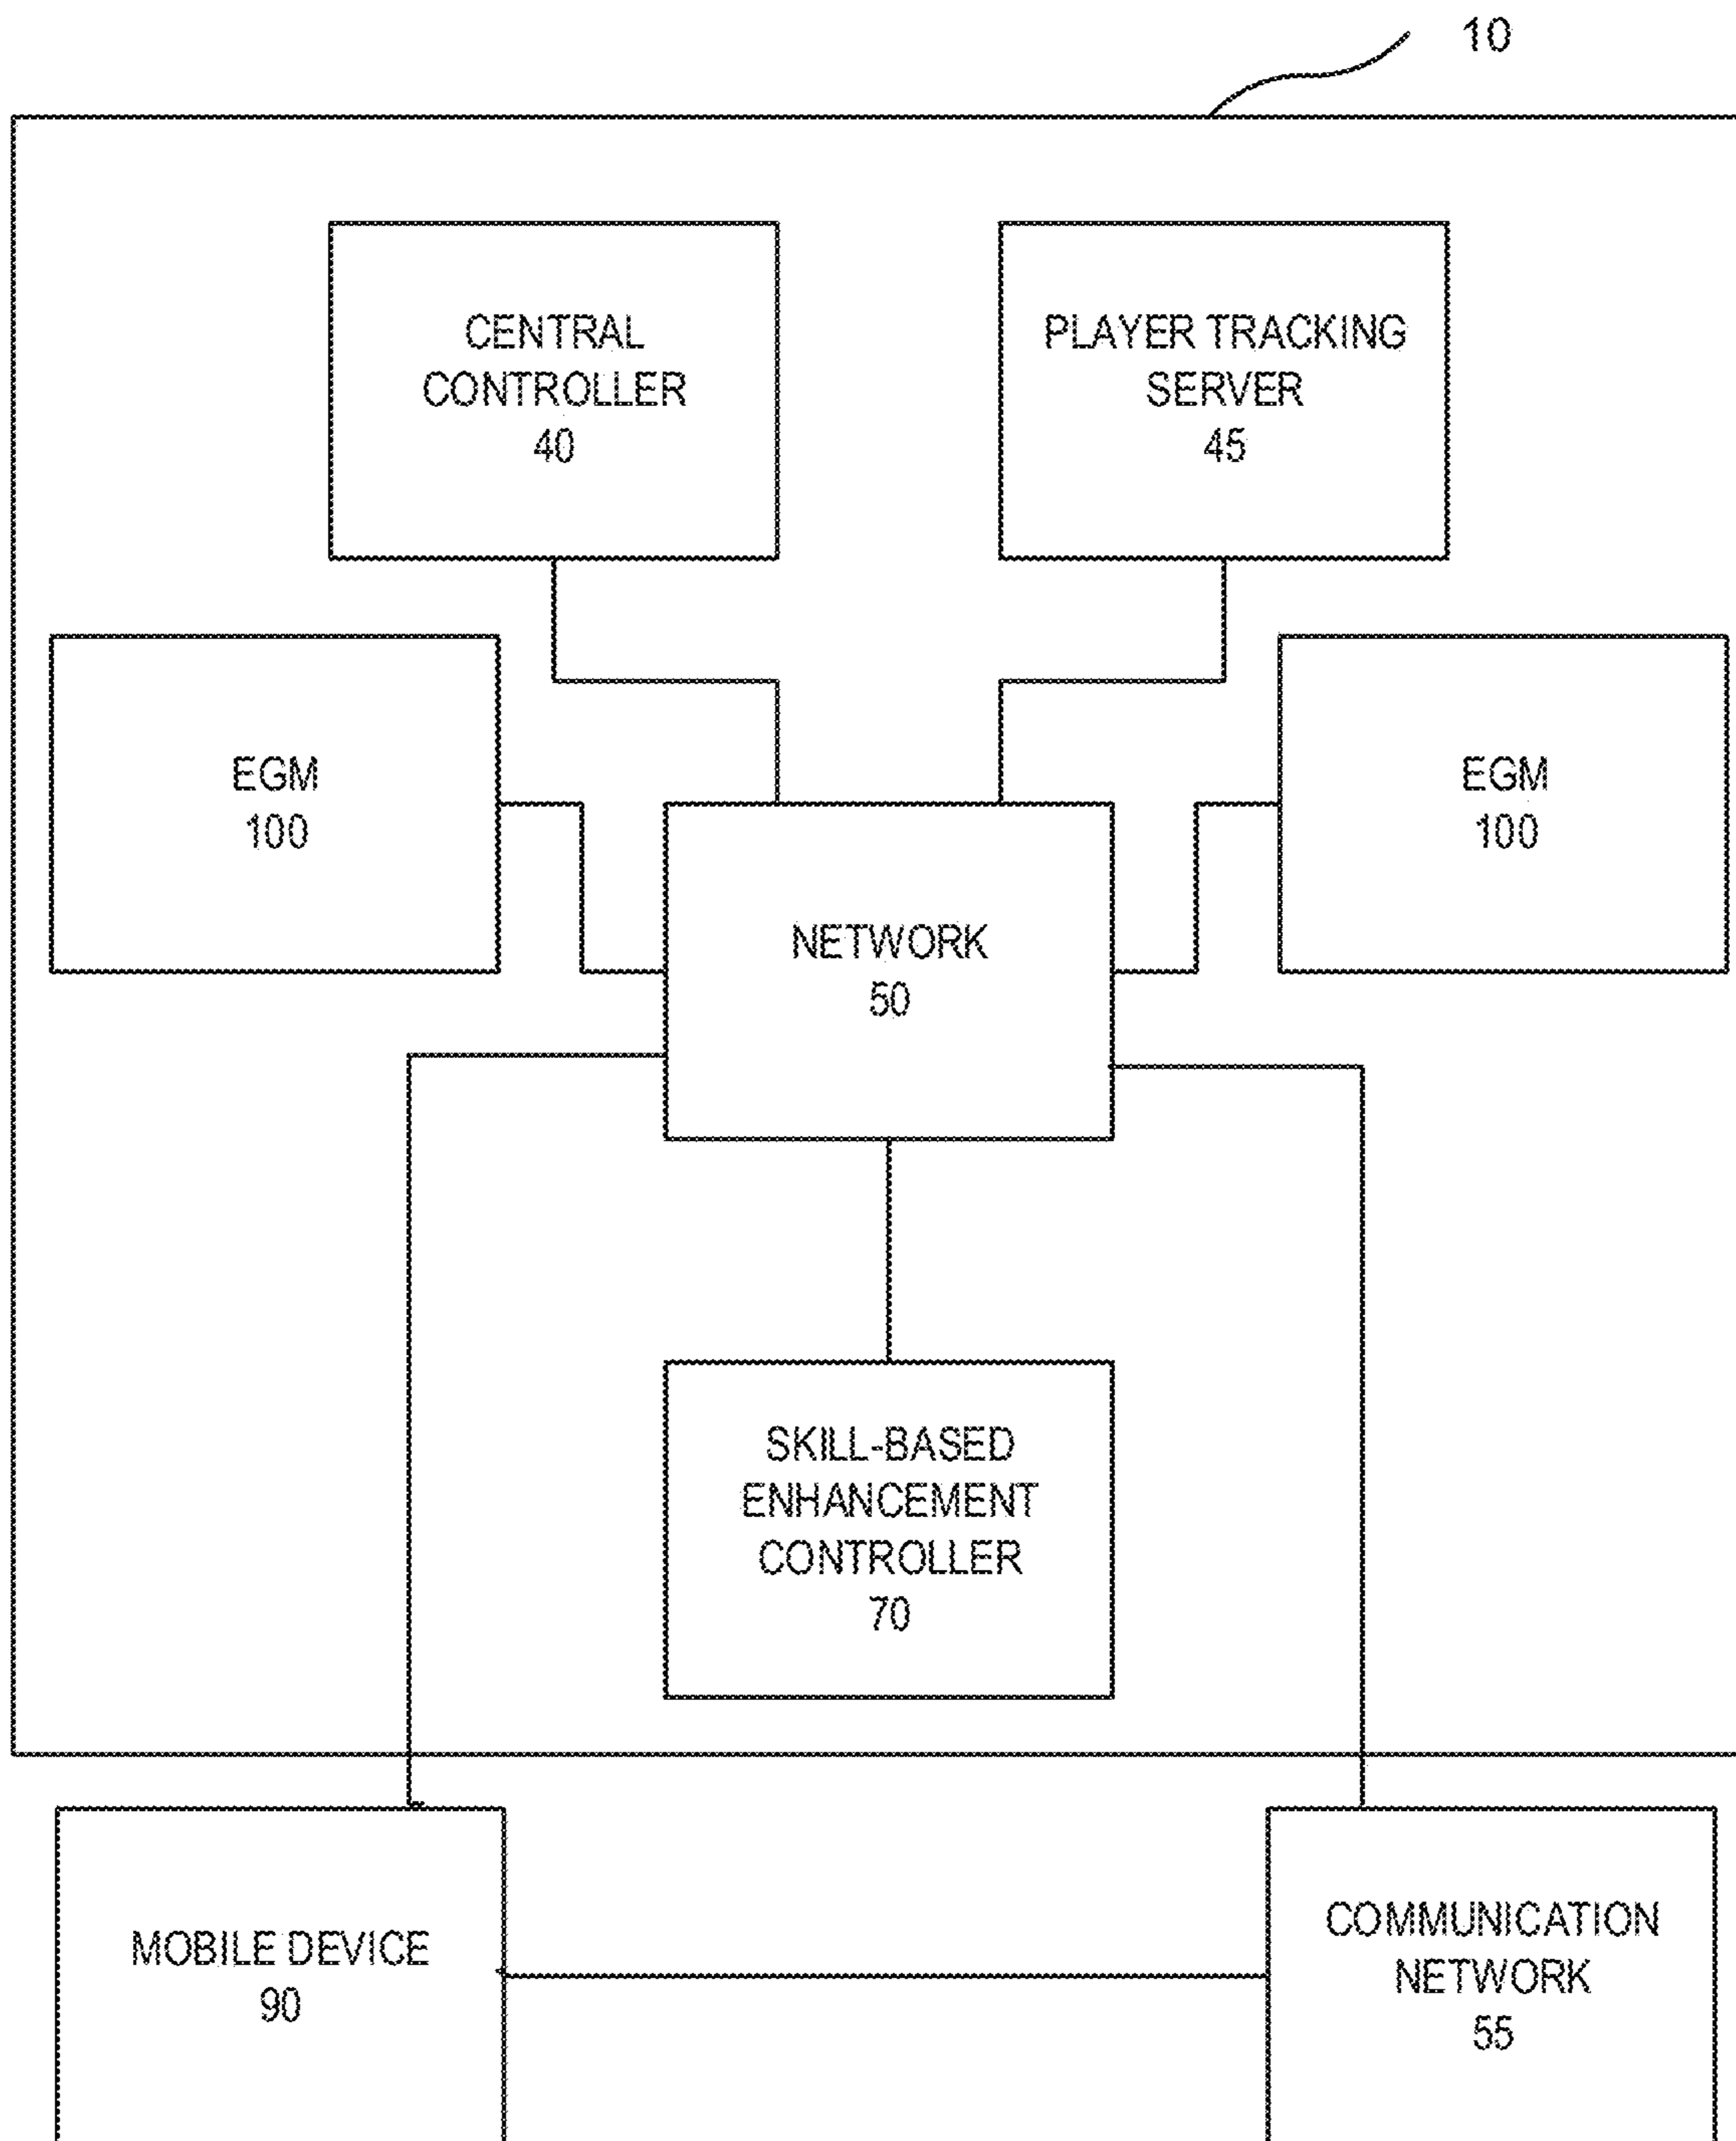 10
CENTRAL
CONTROLLER
40
PLAYER TRACKING
SERVER
45
EGM
100
EGM
100
NETWORK
50
SKILL-BASED
ENHANCEMENT
CONTROLLER
70
MOBILE DEVICE
90
COMMUNICATION
NETWORK
55